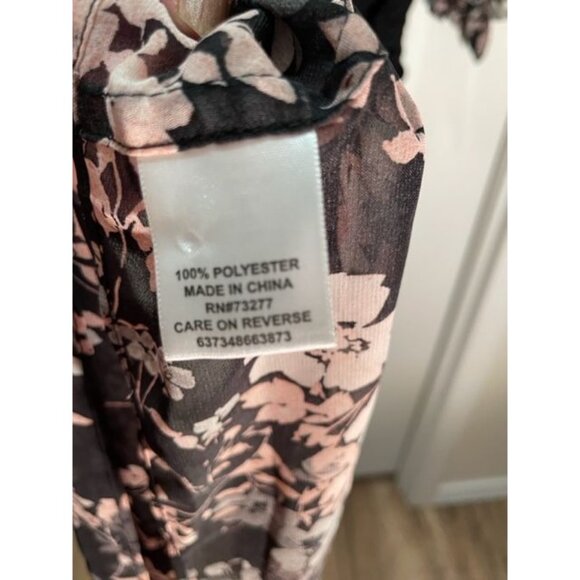 100% POLYESTER
MADE IN CHINA
RN#73277
CARE ON REVERSE
637348663873